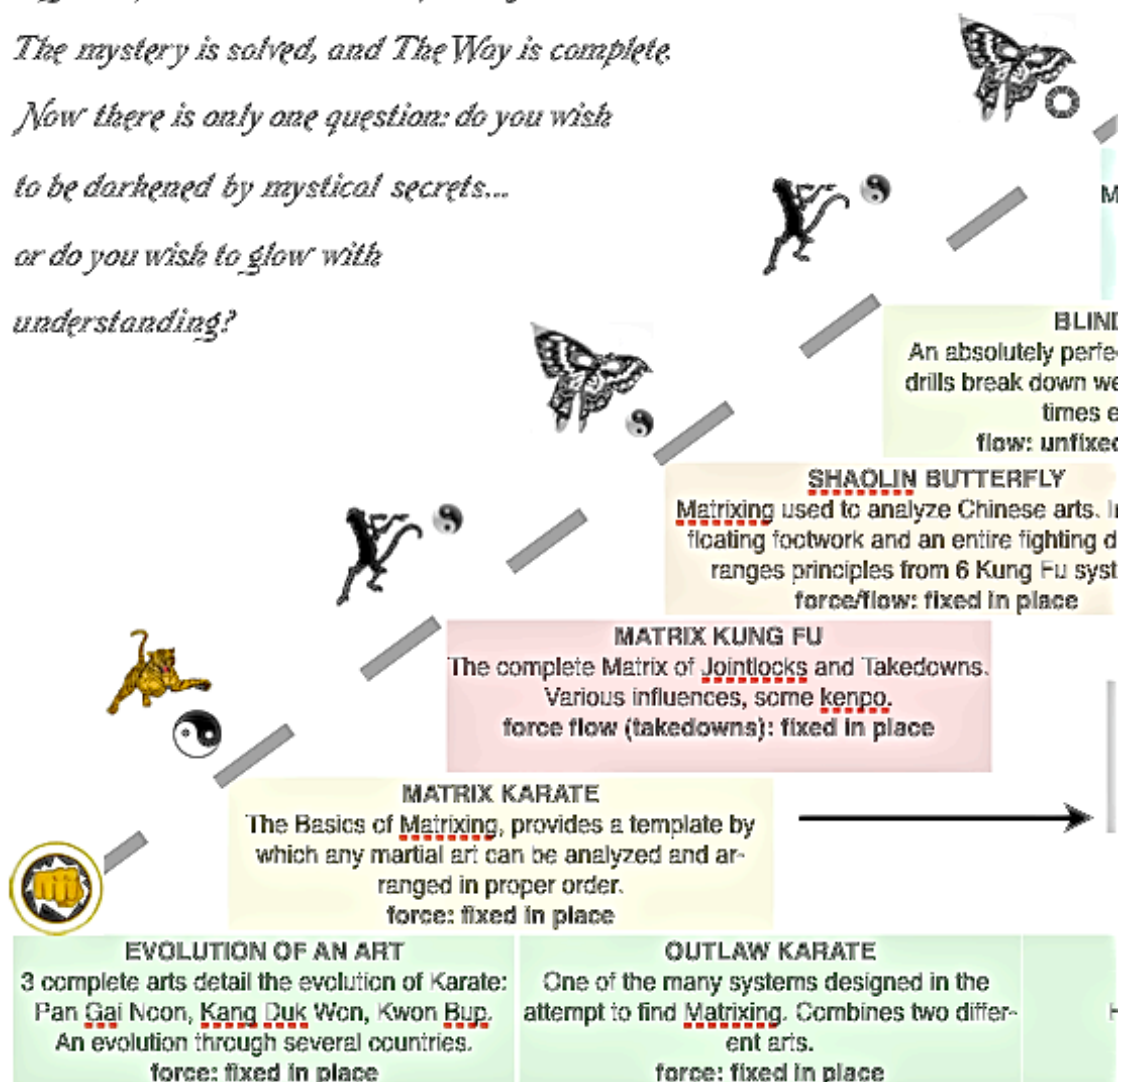 The mystery is solved, and The Way is complete.
Now there is only one question: do you wish
to be darkened by mystical secrets...
or do you wish to glow with
understanding?
M
BLIND
An absolutely perfe
drills break down we
times e
flow: unfixed
SHAOLIN BUTTERFLY
Matrixing used to analyze Chinese arts. I
floating footwork and an entire fighting d
ranges principles from 6 Kung Fu syst
force/flow: fixed in place
MATRIX KUNG FU
The complete Matrix of Jointlocks and Takedowns.
Various influences, some kenpo.
force flow (takedowns): fixed in place
MATRIX KARATE
The Basics of Matrixing, provides a template by
which any martial art can be analyzed and ar-
ranged in proper order.
force: fixed in place
EVOLUTION OF AN ART
3 complete arts detail the evolution of Karate:
Pan Gai Noon, Kang Duk Won, Kwon Bup.
An evolution through several countries.
force: fixed in place
OUTLAW KARATE
One of the many systems designed in the
attempt to find Matrixing. Combines two differ-
ent arts.
force: fixed in place